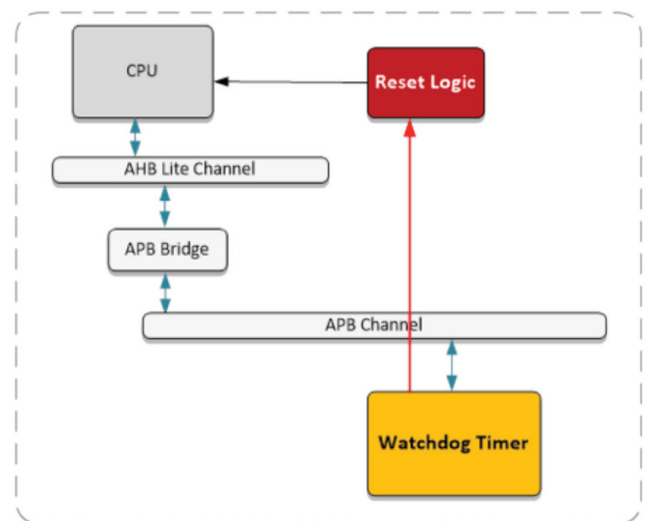 CPU
Reset Logic
AHB Lite Channel
APB Bridge
APB Channel
Watchdog Timer